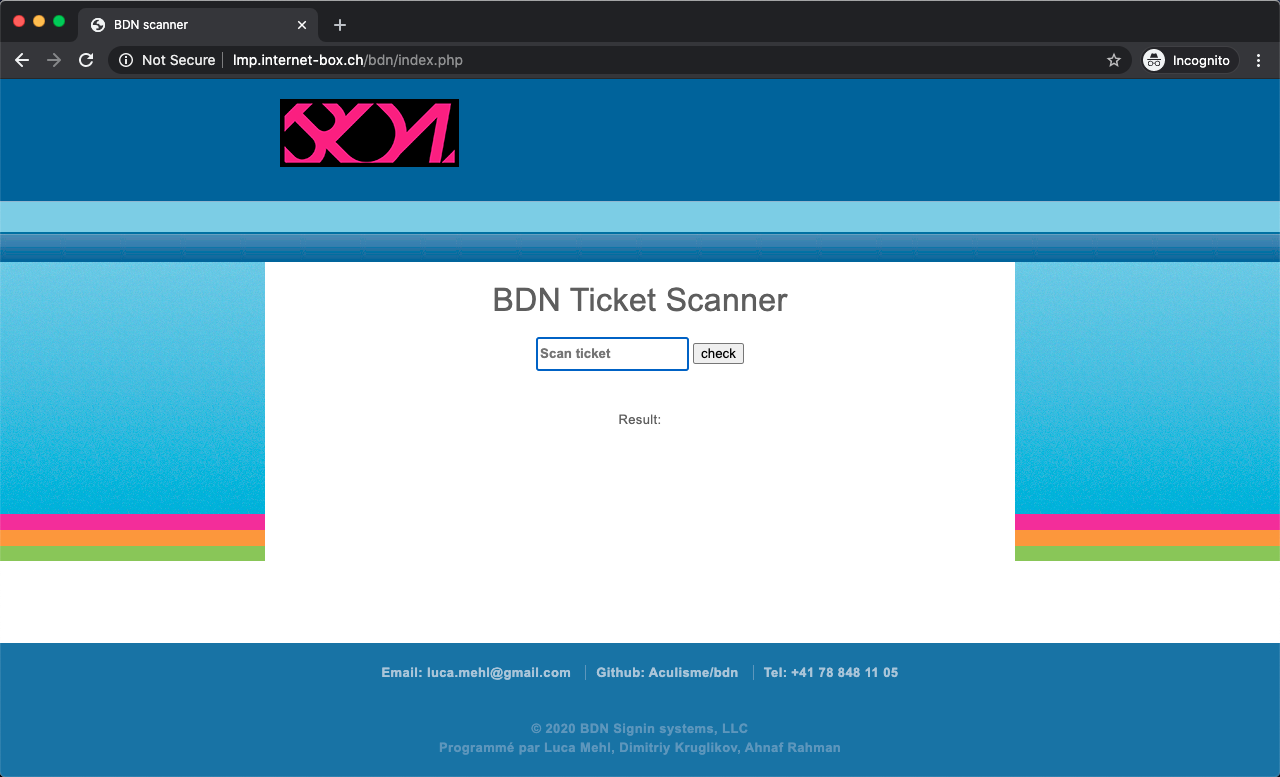 BDN scanner
Not Secure lmp.internet-box.ch/bdn/index.php Incognito
BDN
BDN Ticket Scanner
Scan ticket check
Result:
Email: luca.mehl@gmail.com Github: Aculisme/bdn Tel: +41 78 848 11 05
© 2020 BDN Signin systems, LLC
Programmé par Luca Mehl, Dimitriy Kruglikov, Ahnaf Rahman